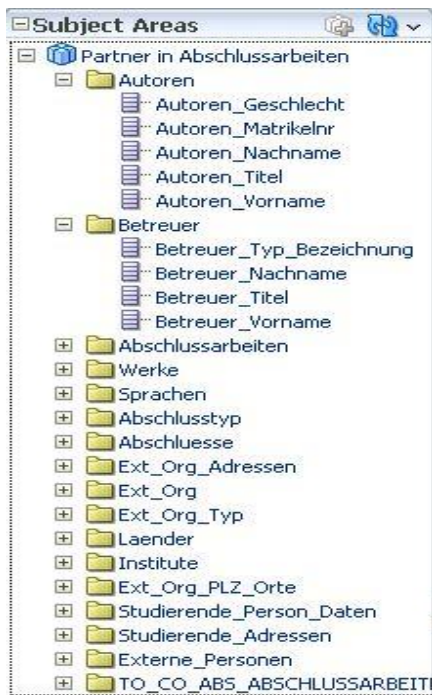 Subject Areas
Partner in Abschlussarbeiten
Autoren
Autoren_Geschlecht
Autoren_Matrikelnr
Autoren_Nachname
Autoren_Titel
Autoren_Vorname
Betreuer
Betreuer_Typ_Bezeichnung
Betreuer_Nachname
Betreuer_Titel
Betreuer_Vorname
Abschlussarbeiten
Werke
Sprachen
Abschlusstyp
Abschluesse
Ext_Org_Adressen
Ext_Org
Ext_Org_Typ
Laender
Institute
Ext_Org_PLZ_Orte
Studierende_Person_Daten
Studierende_Adressen
Externe_Personen
TO_CO_ABS_ABSCHLUSSARBEIT